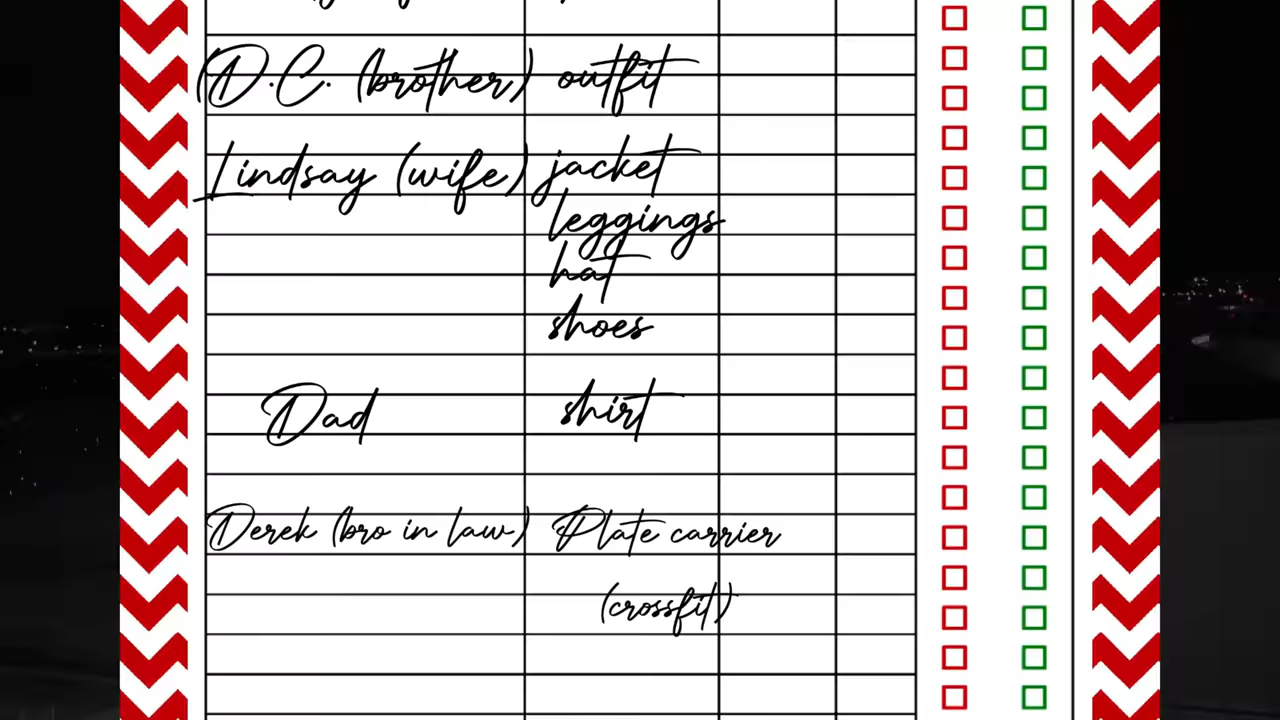 (D.C. (brother) outfit
Lindsay (wife) jacket
leggings
hat
shoes
Dad shirt
Derek (bro in law) Plate carrier
(crossfit)